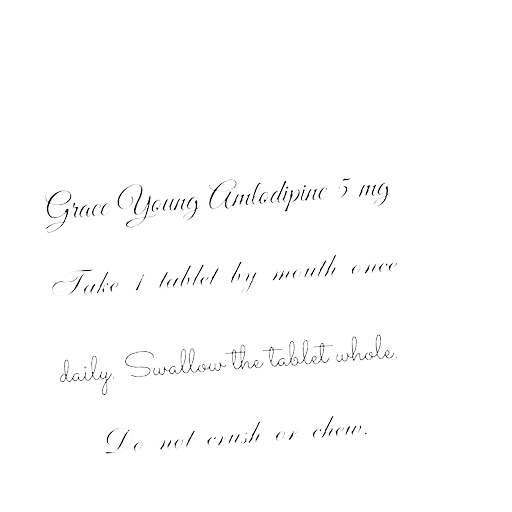 Grace Young Amlodipine 5 mg
Take 1 tablet by mouth once
daily. Swallow the tablet whole.
Do not crush or chew.